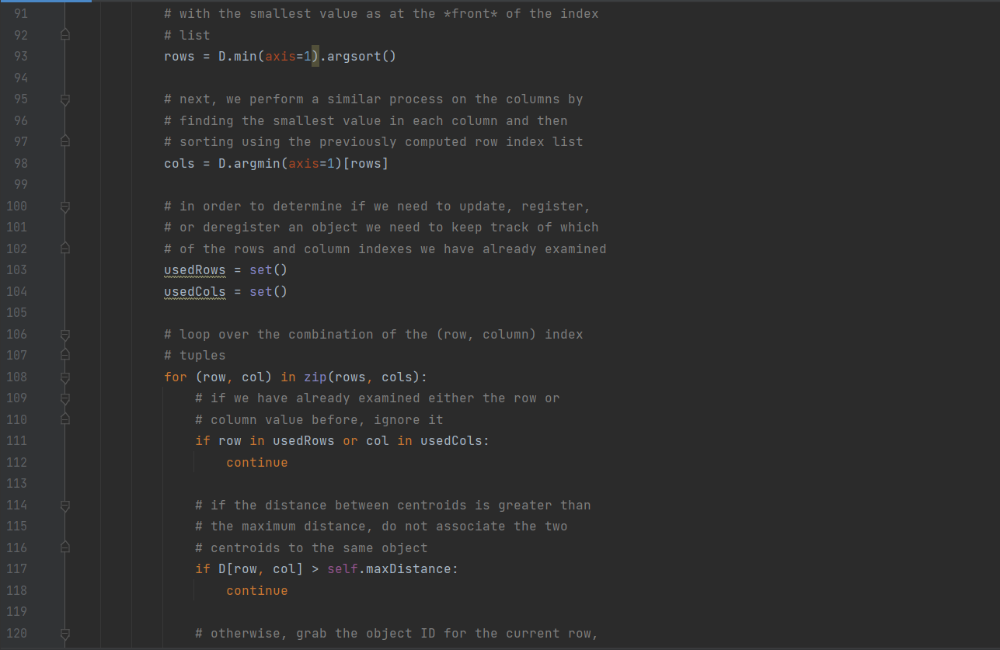 91 # with the smallest value as at the *front* of the index
92 # list
93 rows = D.min(axis=1).argsort()
94
95 # next, we perform a similar process on the columns by
96 # finding the smallest value in each column and then
97 # sorting using the previously computed row index list
98 cols = D.argmin(axis=1)[rows]
99
100 # in order to determine if we need to update, register,
101 # or deregister an object we need to keep track of which
102 # of the rows and column indexes we have already examined
103 usedRows = set()
104 usedCols = set()
105
106 # loop over the combination of the (row, column) index
107 # tuples
108 for (row, col) in zip(rows, cols):
109 # if we have already examined either the row or
110 # column value before, ignore it
111 if row in usedRows or col in usedCols:
112 continue
113
114 # if the distance between centroids is greater than
115 # the maximum distance, do not associate the two
116 # centroids to the same object
117 if D[row, col] > self.maxDistance:
118 continue
119
120 # otherwise, grab the object ID for the current row,